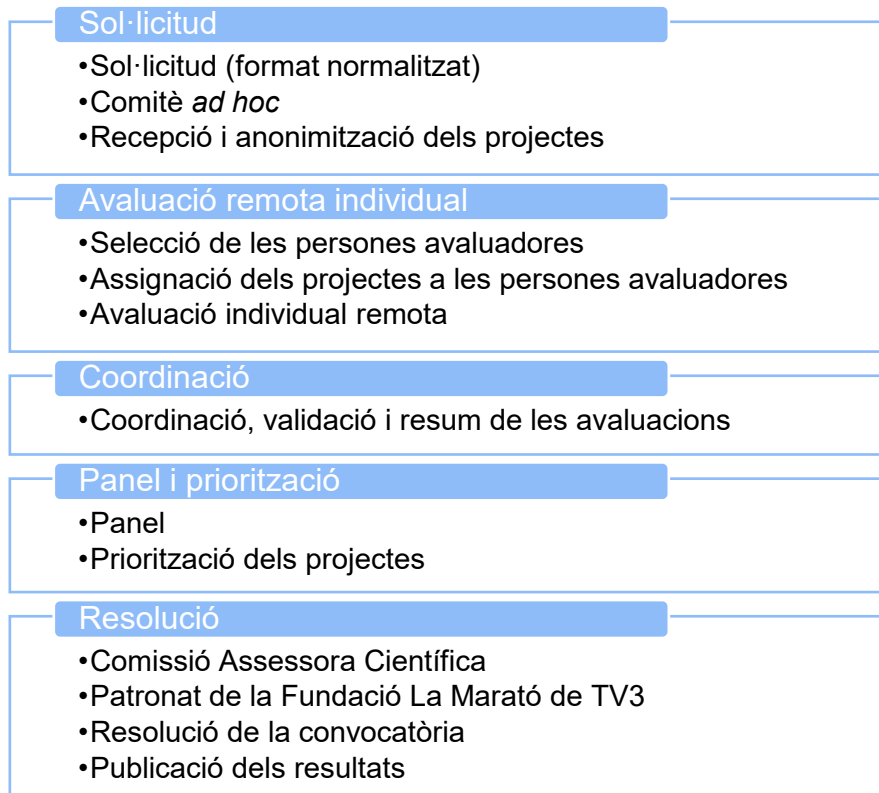 Sol·licitud
•Sol·licitud (format normalitzat)
•Comitè ad hoc
•Recepció i anonimització dels projectes
Avaluació remota individual
•Selecció de les persones avaluadores
•Assignació dels projectes a les persones avaluadores
•Avaluació individual remota
Coordinació
•Coordinació, validació i resum de les avaluacions
Panel i priorització
•Panel
•Priorització dels projectes
Resolució
•Comissió Assessora Científica
•Patronat de la Fundació La Marató de TV3
•Resolució de la convocatòria
•Publicació dels resultats